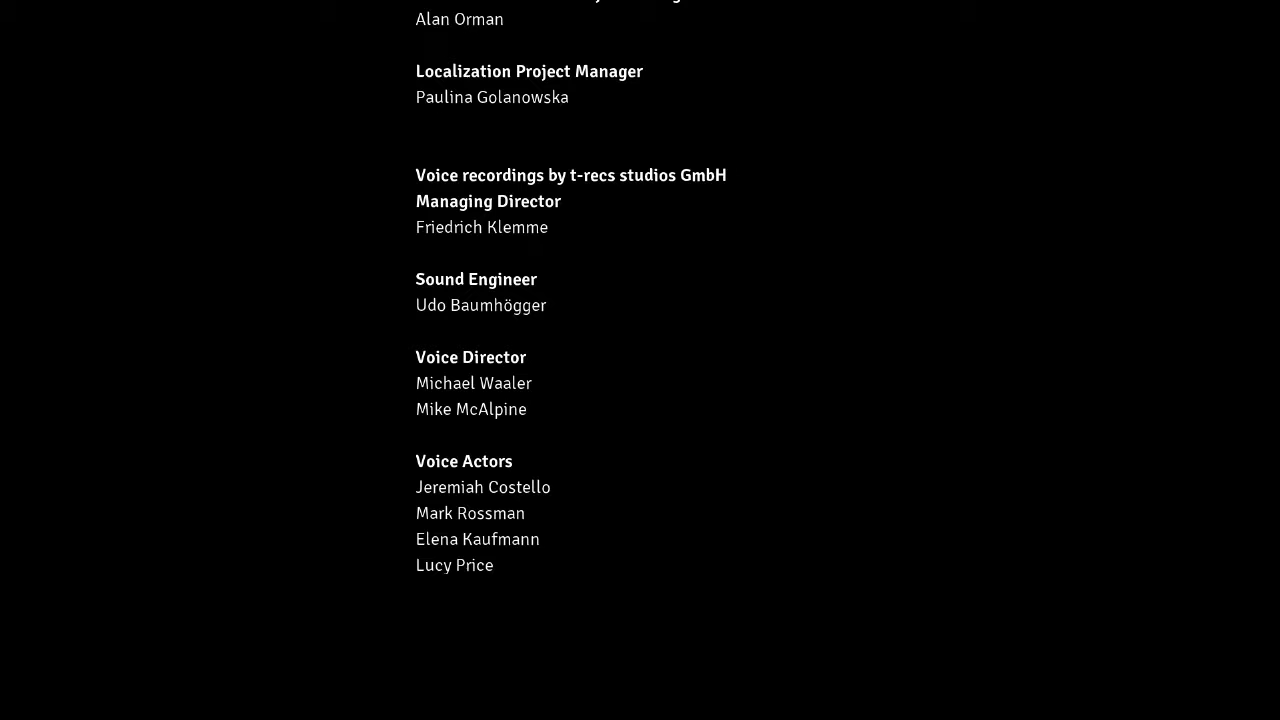 Alan Orman
Localization Project Manager
Paulina Golanowska
Voice recordings by t-recs studios GmbH
Managing Director
Friedrich Klemme
Sound Engineer
Udo Baumhögger
Voice Director
Michael Waaler
Mike McAlpine
Voice Actors
Jeremiah Costello
Mark Rossman
Elena Kaufmann
Lucy Price